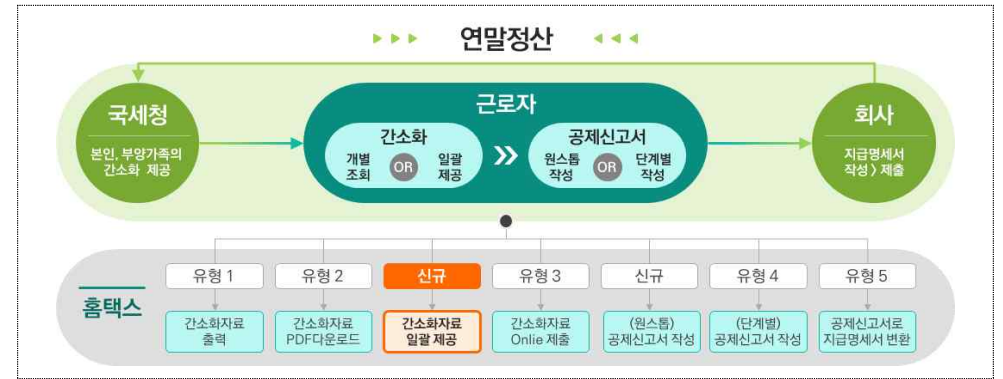 연말정산
국세청
본인, 부양가족의
간소화 제공
근로자
간소화
개별
조회
OR
일괄
제공
공제신고서
원스톱
작성
OR
단계별
작성
회사
지급명세서
작성 〉 제출
홈택스
유형 1
간소화자료
출력
유형 2
간소화자료
PDF다운로드
신규
간소화자료
일괄 제공
유형 3
간소화자료
Onlie 제출
신규
(원스톱)
공제신고서 작성
유형 4
(단계별)
공제신고서 작성
유형 5
공제신고서로
지급명세서 변환